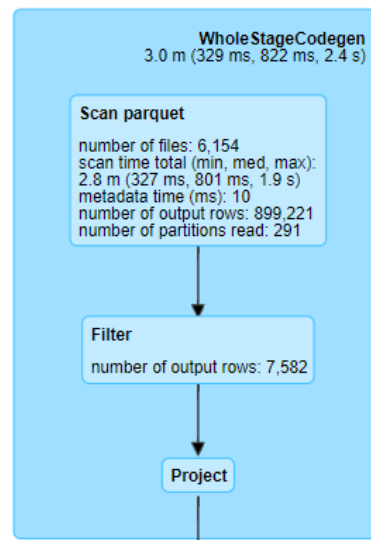 WholeStageCodegen
3.0 m (329 ms, 822 ms, 2.4 s)
Scan parquet
number of files: 6,154
scan time total (min, med, max):
2.8 m (327 ms, 801 ms, 1.9 s)
metadata time (ms): 10
number of output rows: 899,221
number of partitions read: 291
Filter
number of output rows: 7,582
Project